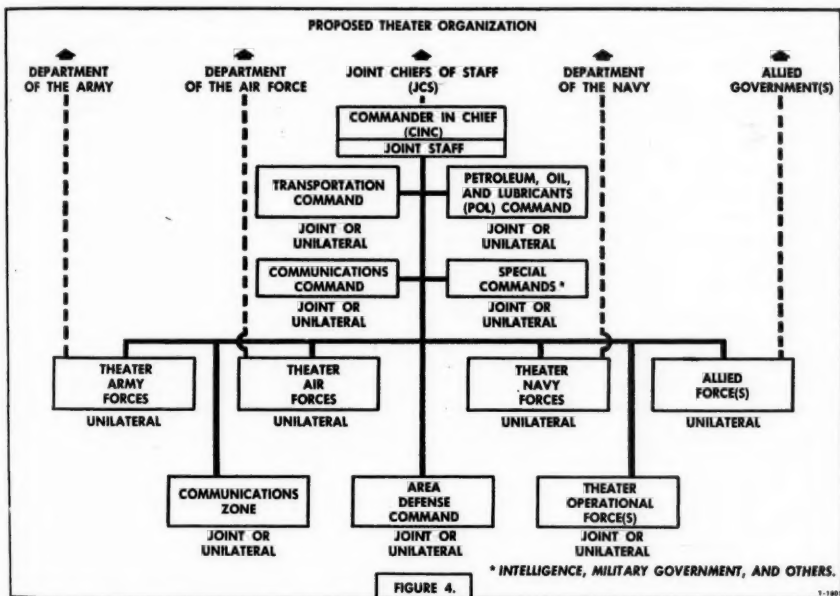 PROPOSED THEATER ORGANIZATION
DEPARTMENT
OF THE ARMY
DEPARTMENT
OF THE AIR FORCE
JOINT CHIEFS OF STAFF
(JCS)
DEPARTMENT
OF THE NAVY
ALLIED
GOVERNMENT(S)
COMMANDER IN CHIEF
(CINC)
JOINT STAFF
TRANSPORTATION
COMMAND
JOINT OR
UNILATERAL
PETROLEUM, OIL,
AND LUBRICANTS
(POL) COMMAND
JOINT OR
UNILATERAL
COMMUNICATIONS
COMMAND
JOINT OR
UNILATERAL
SPECIAL
COMMANDS *
JOINT OR
UNILATERAL
THEATER
ARMY
FORCES
UNILATERAL
THEATER
AIR
FORCES
UNILATERAL
THEATER
NAVY
FORCES
UNILATERAL
ALLIED
FORCE(S)
UNILATERAL
COMMUNICATIONS
ZONE
JOINT OR
UNILATERAL
AREA
DEFENSE
COMMAND
JOINT OR
UNILATERAL
THEATER
OPERATIONAL
FORCE(S)
JOINT OR
UNILATERAL
* INTELLIGENCE, MILITARY GOVERNMENT, AND OTHERS.
FIGURE 4.